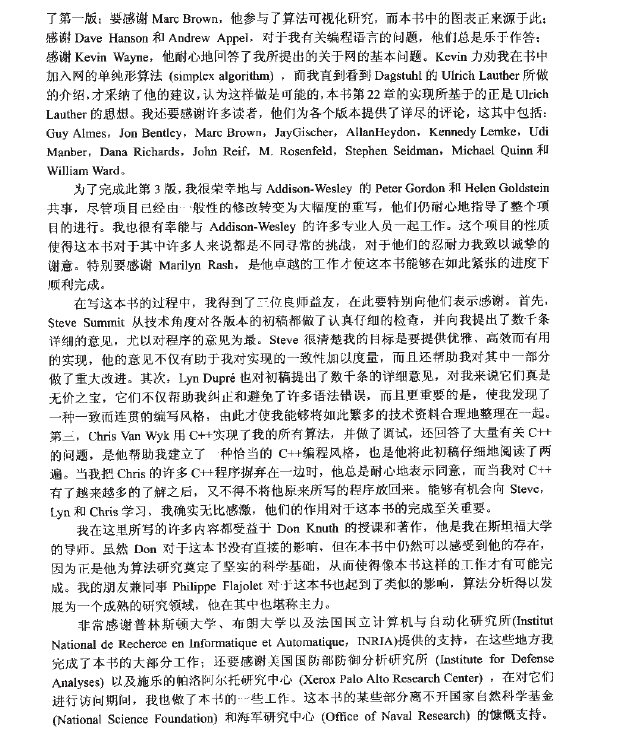 了第一版；要感谢 Marc Brown，他参与了算法可视化研究，而本书中的图表正来源于此；
感谢 Dave Hanson 和 Andrew Appel，对于我有关编程语言的问题，他们总是乐于作答；
感谢 Kevin Wayne，他耐心地回答了我所提出的关于网的基本问题。Kevin 力劝我在书中
加入网的单纯形算法 (simplex algorithm)，而我直到看到 Dagstuhl 的 Ulrich Lauther 所做
的介绍，才采纳了他的建议，认为这样做是可能的，本书第 22 章的实现所基于的正是 Ulrich
Lauther 的思想。我还要感谢许多读者，他们为各个版本提供了详尽的评论，这其中包括：
Guy Almes，Jon Bentley，Marc Brown，JayGischer，AllanHeydon，Kennedy Lemke，Udi
Manber，Dana Richards，John Reif，M. Rosenfeld，Stephen Seidman，Michael Quinn 和
William Ward。
为了完成此第 3 版，我很荣幸地与 Addison-Wesley 的 Peter Gordon 和 Helen Goldstein
共事，尽管项目已经由一般性的修改转变为大幅度的重写，他们仍耐心地指导了整个项
目的进行。我也很有幸能与 Addison-Wesley 的许多专业人员一起工作。这个项目的性质
使得这本书对于其中许多人来说都是不同寻常的挑战，对于他们的忍耐力我致以诚挚的
谢意。特别要感谢 Marilyn Rash，是他卓越的工作才使这本书能够在如此紧张的进度下
顺利完成。
在写这本书的过程中，我得到了三位良师益友，在此要特别向他们表示感谢。首先，
Steve Summit 从技术角度对各版本的初稿都做了认真仔细的检查，并向我提出了数千条
详细的意见，尤以对程序的意见为最。Steve 很清楚我的目标是要提供优雅、高效而有用
的实现，他的意见不仅有助于我对实现的一致性加以度量，而且还帮助我对其中一部分
做了重大改进。其次，Lyn Dupré 也对初稿提出了数千条的详细意见，对我来说它们真是
无价之宝，它们不仅帮助我纠正和避免了许多语法错误，而且更重要的是，使我发现了
一种一致而连贯的编写风格，由此才使我能够将如此繁多的技术资料合理地整理在一起。
第三，Chris Van Wyk 用 C++实现了我的所有算法，并做了调试，还回答了大量有关 C++
的问题，是他帮助我建立了一种恰当的 C++编程风格，也是他将此初稿仔细地阅读了两
遍。当我把 Chris 的许多 C++程序摒弃在一边时，他总是耐心地表示同意，而当我对 C++
有了越来越多的了解之后，又不得不将他原来所写的程序放回来。能够有机会向 Steve，
Lyn 和 Chris 学习，我确实无比感激，他们的作用对于这本书的完成至关重要。
我在这里所写的许多内容都受益于 Don Knuth 的授课和著作，他是我在斯坦福大学
的导师。虽然 Don 对于这本书没有直接的影响，但在本书中仍然可以感受到他的存在，
因为正是他为算法研究奠定了坚实的科学基础，从而使得像本书这样的工作才有可能完
成。我的朋友兼同事 Philippe Flajolet 对于这本书也起到了类似的影响，算法分析得以发
展为一个成熟的研究领域，他在其中也堪称主力。
非常感谢普林斯顿大学、布朗大学以及法国国立计算机与自动化研究所(Institut
National de Recherce en Informatique et Automatique，INRIA)提供的支持，在这些地方我
完成了本书的大部分工作；还要感谢美国国防部防御分析研究所 (Institute for Defense
Analyses) 以及施乐的帕洛阿尔托研究中心 (Xerox Palo Alto Research Center)，在对它们
进行访问期间，我也做了本书的一些工作。这本书的某些部分离不开国家自然科学基金
(National Science Foundation) 和海军研究中心 (Office of Naval Research) 的慷慨支持。